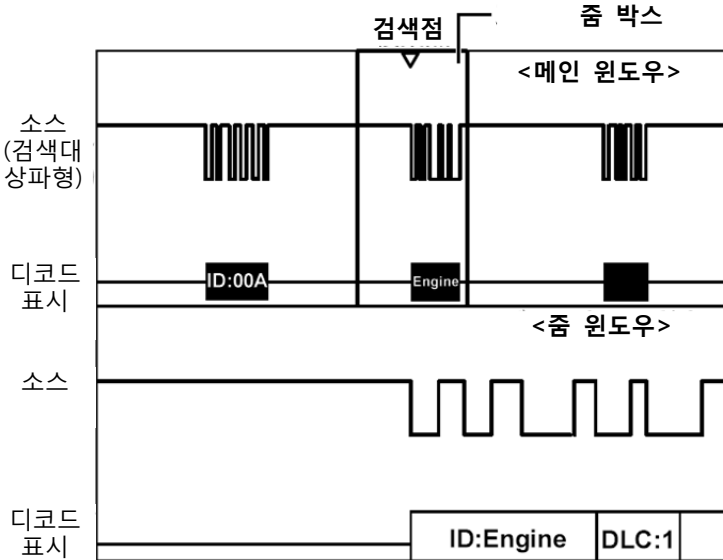 줌 박스
검색점
<메인 윈도우>
소스
(검색대
상파형)
디코드
표시
ID:00A
Engine
<줌 윈도우>
소스
디코드
표시
ID:Engine
DLC:1